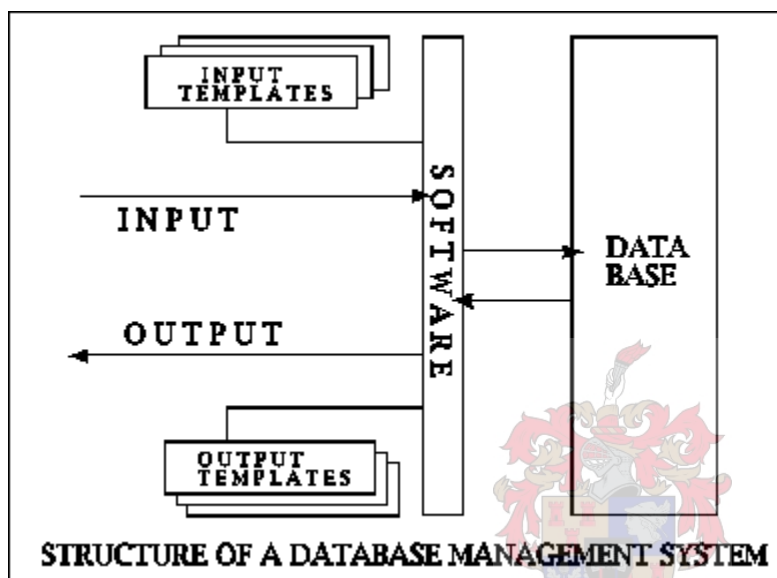 INPUT
TEMPLATES
SOFTWARE
INPUT
DATA
BASE
OUTPUT
OUTPUT
TEMPLATES
STRUCTURE OF A DATABASE MANAGEMENT SYSTEM